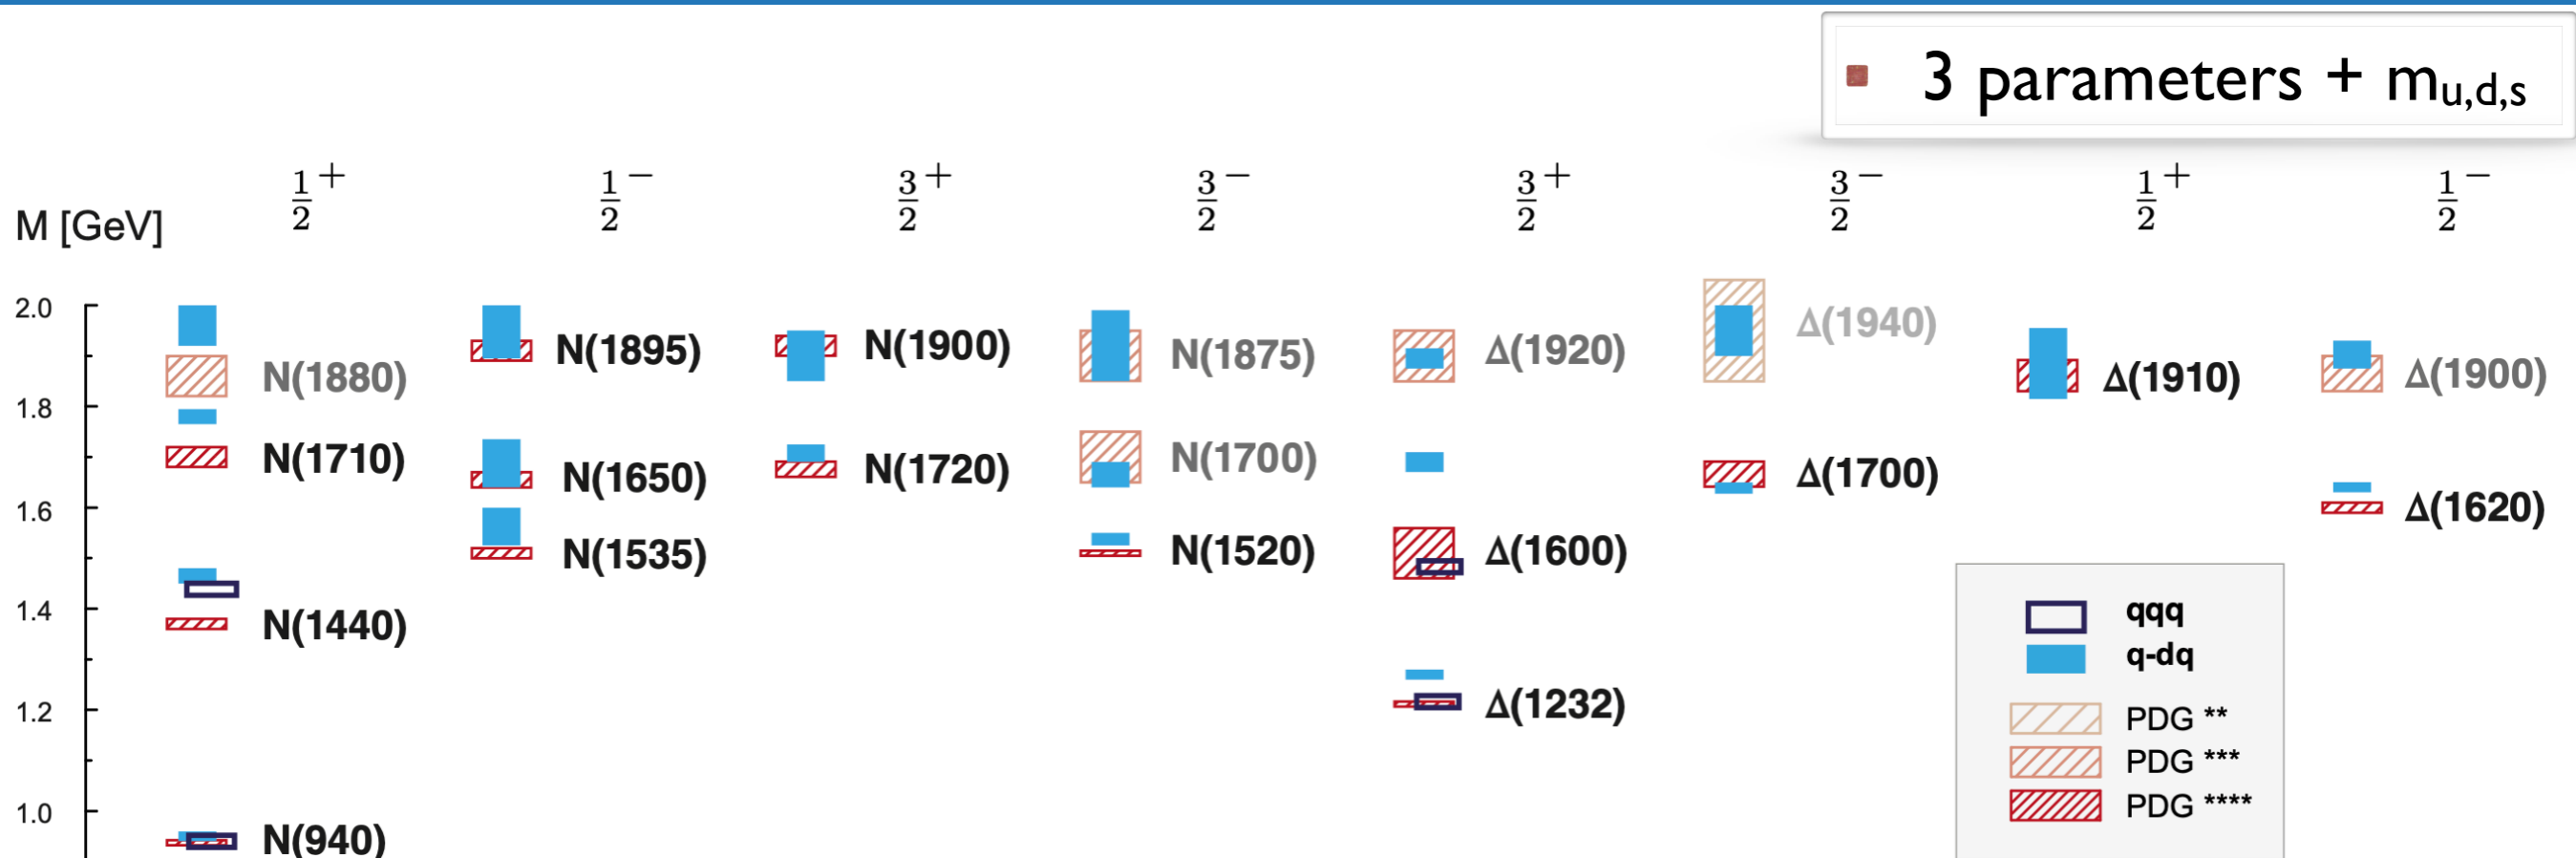 3 parameters + mu,d,s
1/2+ 1/2− 3/2+ 3/2− 3/2+ 3/2− 1/2+ 1/2−
M [GeV]
2.0
N(1880)
N(1710)
N(1440)
N(940)
N(1895)
N(1650)
N(1535)
N(1900)
N(1720)
N(1875)
N(1700)
N(1520)
Δ(1920)
Δ(1600)
Δ(1232)
Δ(1940)
Δ(1700)
Δ(1910)
Δ(1900)
Δ(1620)
1.8
1.6
1.4
1.2
1.0
qqq
q-dq
PDG **
PDG ***
PDG ****